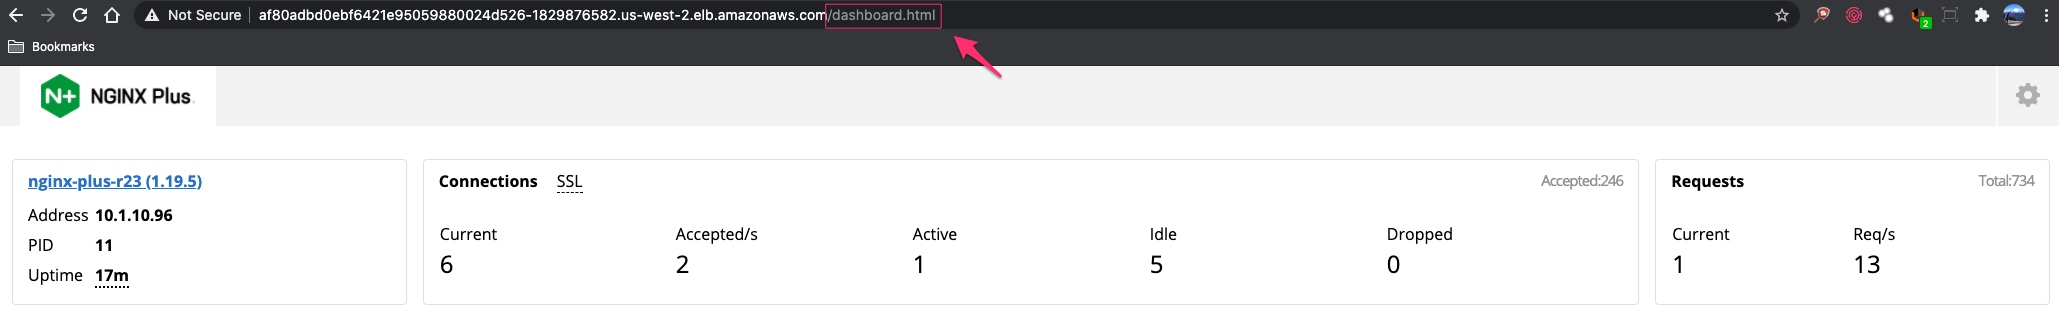 Not Secure af80adbd0ebf6421e95059880024d526-1829876582.us-west-2.elb.amazonaws.com/dashboard.html
2
Bookmarks
N+ NGINX Plus
nginx-plus-r23 (1.19.5)
Address 10.1.10.96
PID 11
Uptime 17m
Connections SSL Accepted:246
Current Accepted/s Active Idle Dropped
6 2 1 5 0
Requests Total:734
Current Req/s
1 13